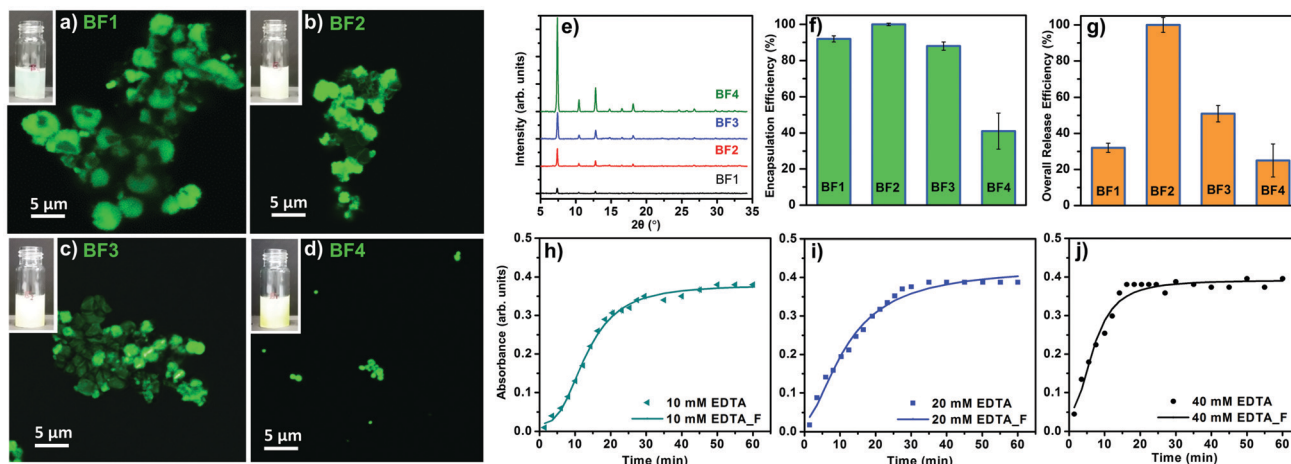 a) BF1
5 µm
b) BF2
5 µm
c) BF3
5 µm
d) BF4
5 µm
e)
Intensity (arb. units)
BF4
BF3
BF2
BF1
5 10 15 20 25 30 35
2θ (°)
f)
Encapsulation Efficiency (%)
100
80
60
40
20
0
BF1 BF2 BF3 BF4
g)
Overall Release Efficiency (%)
100
80
60
40
20
0
BF1 BF2 BF3 BF4
h)
Absorbance (arb. units)
0.5
0.4
0.3
0.2
0.1
0.0
10 mM EDTA
10 mM EDTA_F
0 10 20 30 40 50 60
Time (min)
i)
0.5
0.4
0.3
0.2
0.1
0.0
20 mM EDTA
20 mM EDTA_F
0 10 20 30 40 50 60
Time (min)
j)
0.5
0.4
0.3
0.2
0.1
0.0
40 mM EDTA
40 mM EDTA_F
0 10 20 30 40 50 60
Time (min)